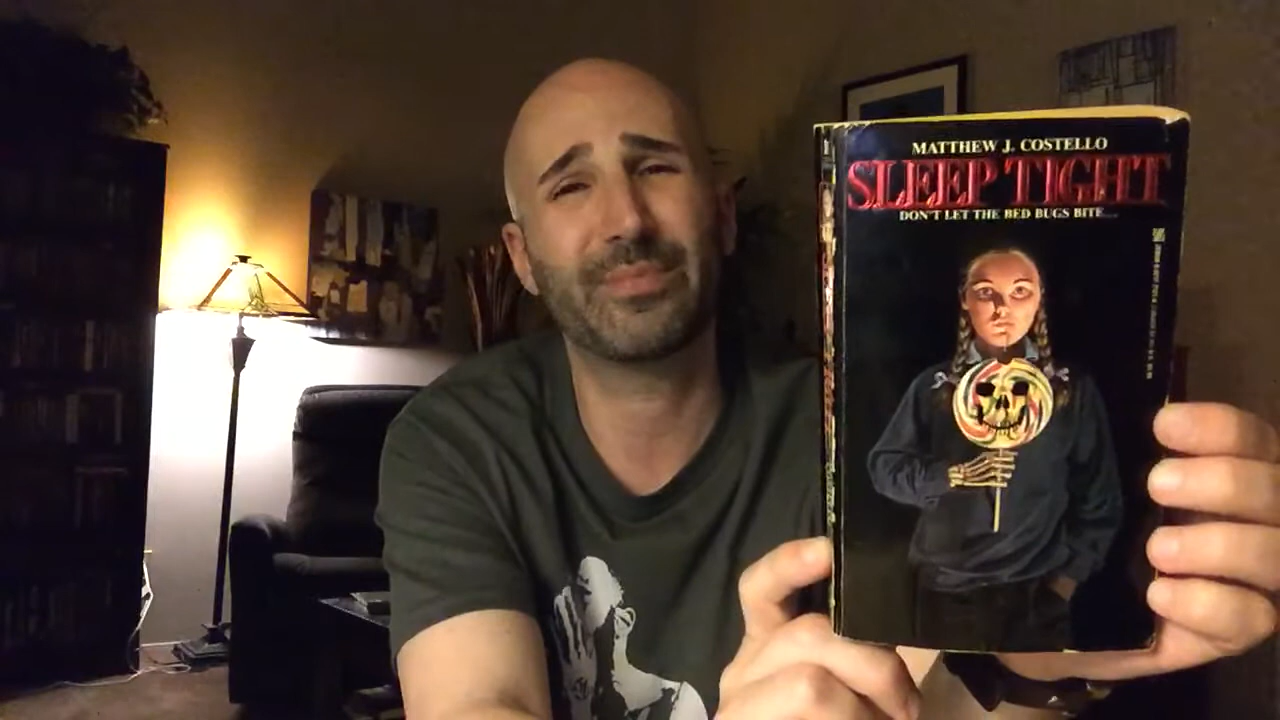 MATTHEW J. COSTELLO
SLEEP TIGHT
DON'T LET THE BED BUGS BITE...